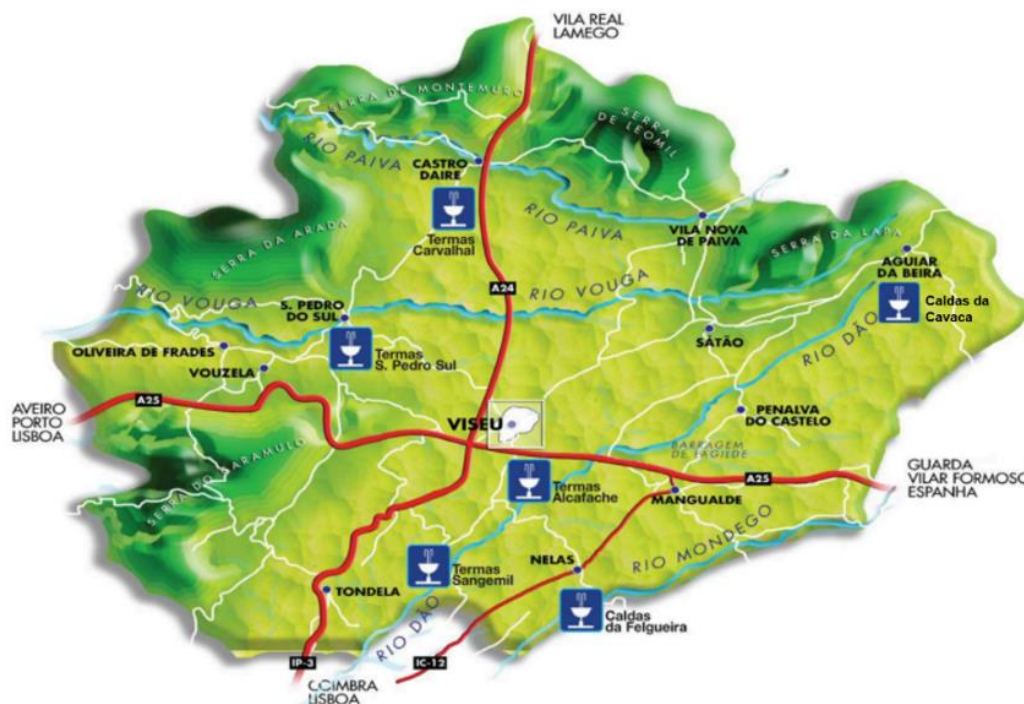 VILA REAL
LAMEGO
SERRA DE MONTEMURO
SERRA
DE LEOMIL
RIO PAIVA
CASTRO
DAIRE
Termas
Carvalhal
RIO PAIVA
VILA NOVA
DE PAIVA
SERRA DA LAPA
AGUIAR
DA BEIRA
Caldas da
Cavaca
SERRA DA ARADA
A24
RIO VOUGA
RIO VOUGA
S. PEDRO
DO SUL
Termas
S. Pedro Sul
SÁTÃO
RIO DÃO
OLIVEIRA DE FRADES
VOUZELA
AVEIRO
PORTO
LISBOA
A25
VISEU
PENALVA
DO CASTELO
BARRAGEM
DE FAGILDE
SERRA DO CARAMULO
Termas
Alcafache
MANGUALDE
A25
GUARDA
VILAR FORMOSO
ESPANHA
RIO MONDEGO
Termas
Sangemil
NELAS
TONDELA
Caldas
da Felgueira
RIO DÃO
IP-3
IC-12
COIMBRA
LISBOA